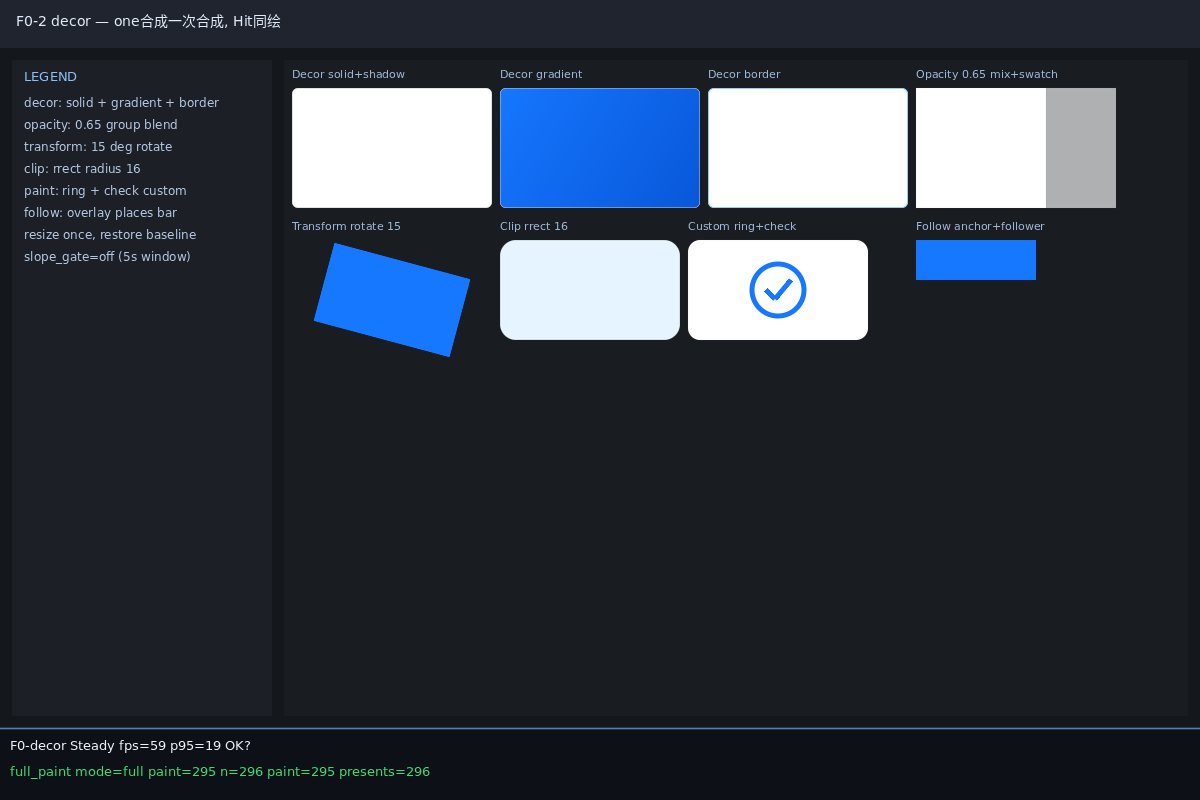 F0-2 decor — one合成一次合成, Hit同绘
LEGEND
decor: solid + gradient + border
opacity: 0.65 group blend
transform: 15 deg rotate
clip: rrect radius 16
paint: ring + check custom
follow: overlay places bar
resize once, restore baseline
slope_gate=off (5s window)
Decor solid+shadow
Decor gradient
Decor border
Opacity 0.65 mix+swatch
Transform rotate 15
Clip rrect 16
Custom ring+check
Follow anchor+follower
F0-decor Steady fps=59 p95=19 OK?
full_paint mode=full paint=295 n=296 paint=295 presents=296